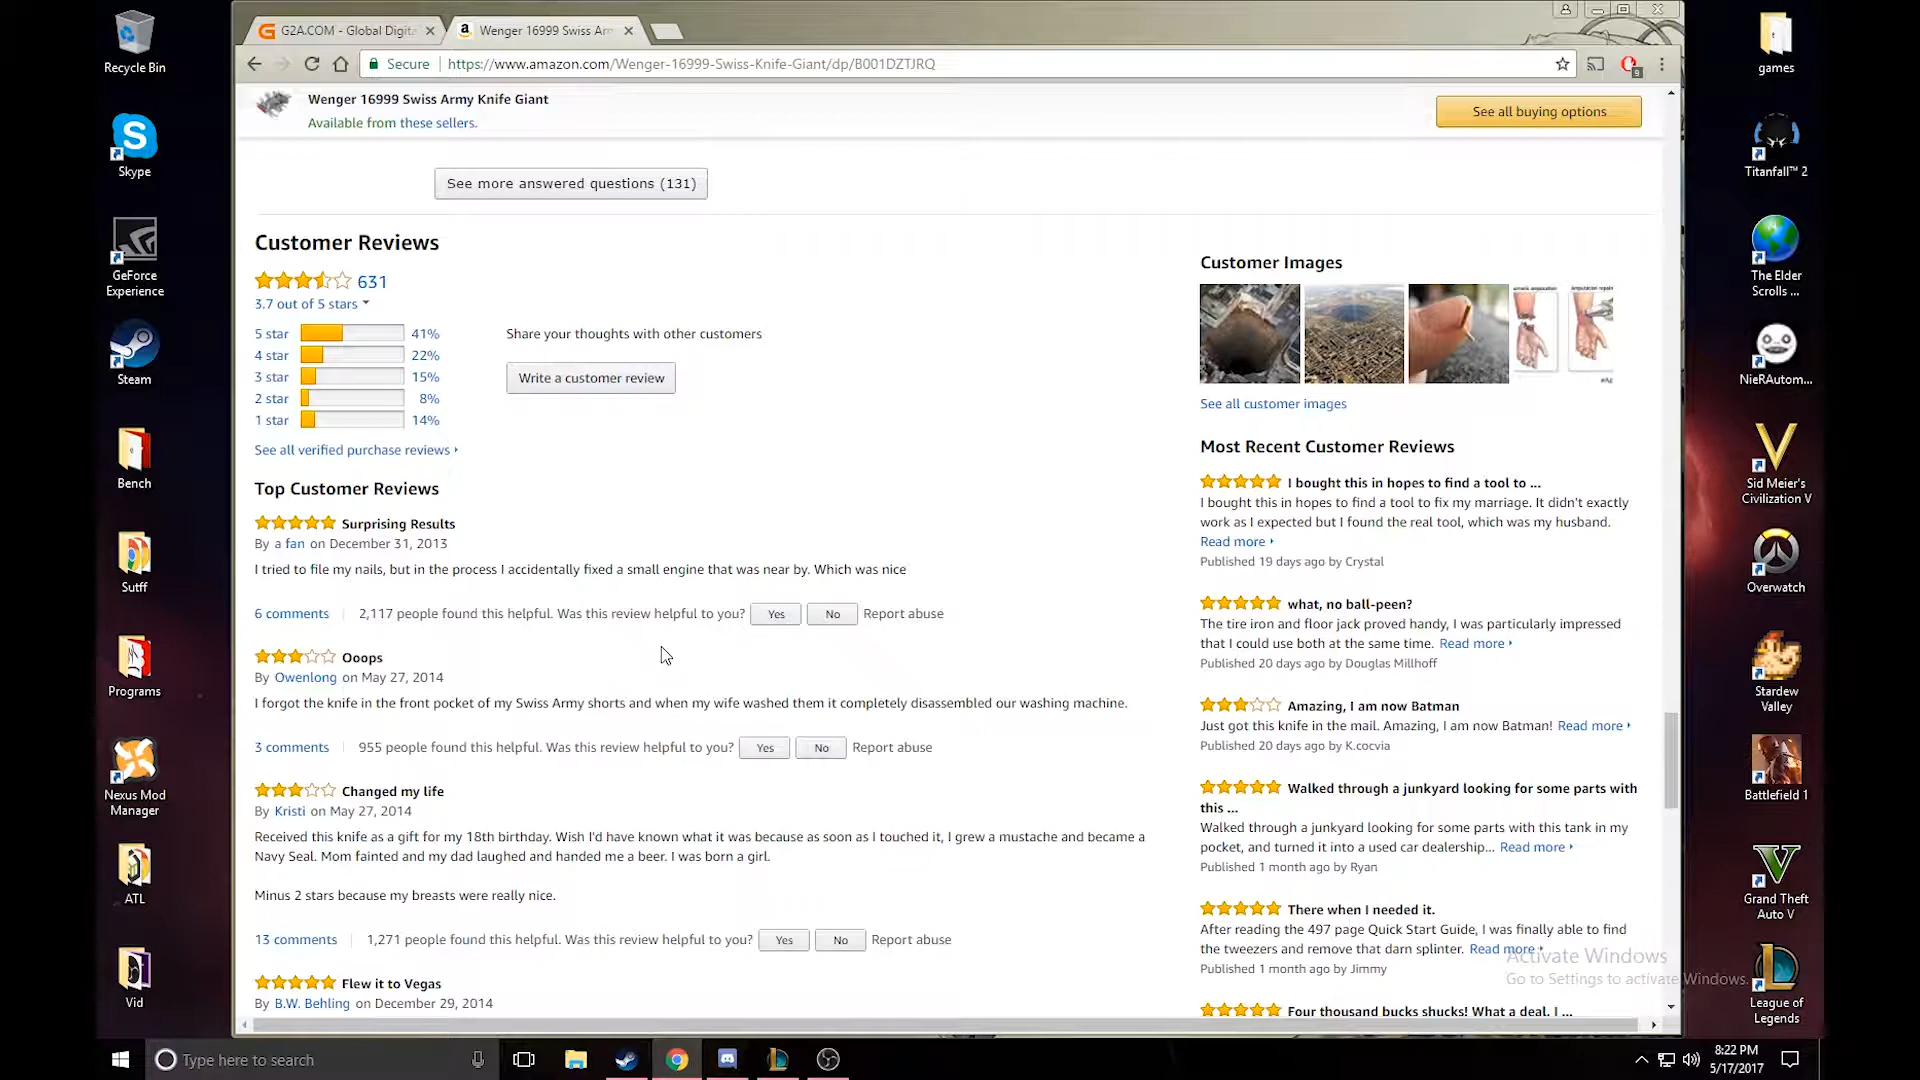 Recycle Bin
Skype
GeForce
Experience
Steam
Bench
Sutff
Programs
Nexus Mod
Manager
ATL
Vid
G2A.COM - Global Digita
Wenger 16999 Swiss Arm
Secure
https://www.amazon.com/Wenger-16999-Swiss-Knife-Giant/dp/B001DZTJRQ
9
Wenger 16999 Swiss Army Knife Giant
Available from these sellers.
See all buying options
See more answered questions (131)
Customer Reviews
631
3.7 out of 5 stars
5 star 41%
4 star 22%
3 star 15%
2 star 8%
1 star 14%
Share your thoughts with other customers
Write a customer review
See all verified purchase reviews
Top Customer Reviews
Surprising Results
By a fan on December 31, 2013
I tried to file my nails, but in the process I accidentally fixed a small engine that was near by. Which was nice
6 comments 2,117 people found this helpful. Was this review helpful to you? Yes No Report abuse
Ooops
By Owenlong on May 27, 2014
I forgot the knife in the front pocket of my Swiss Army shorts and when my wife washed them it completely disassembled our washing machine.
3 comments 955 people found this helpful. Was this review helpful to you? Yes No Report abuse
Changed my life
By Kristi on May 27, 2014
Received this knife as a gift for my 18th birthday. Wish I'd have known what it was because as soon as I touched it, I grew a mustache and became a
Navy Seal. Mom fainted and my dad laughed and handed me a beer. I was born a girl.
Minus 2 stars because my breasts were really nice.
13 comments 1,271 people found this helpful. Was this review helpful to you? Yes No Report abuse
Flew it to Vegas
By B.W. Behling on December 29, 2014
Customer Images
See all customer images
Most Recent Customer Reviews
I bought this in hopes to find a tool to ...
I bought this in hopes to find a tool to fix my marriage. It didn't exactly
work as I expected but I found the real tool, which was my husband.
Read more
Published 19 days ago by Crystal
what, no ball-peen?
The tire iron and floor jack proved handy, I was particularly impressed
that I could use both at the same time. Read more
Published 20 days ago by Douglas Millhoff
Amazing, I am now Batman
Just got this knife in the mail. Amazing, I am now Batman! Read more
Published 20 days ago by K.cocvia
Walked through a junkyard looking for some parts with
this ...
Walked through a junkyard looking for some parts with this tank in my
pocket, and turned it into a used car dealership... Read more
Published 1 month ago by Ryan
There when I needed it.
After reading the 497 page Quick Start Guide, I was finally able to find
the tweezers and remove that darn splinter. Read more
Published 1 month ago by Jimmy
Four thousand bucks shucks! What a deal. I ...
Activate Windows
Go to Settings to activate Windows.
games
Titanfall™ 2
The Elder
Scrolls ...
NieRAutom...
Sid Meier's
Civilization V
Overwatch
Stardew
Valley
Battlefield 1
Grand Theft
Auto V
League of
Legends
Type here to search
8:22 PM
5/17/2017